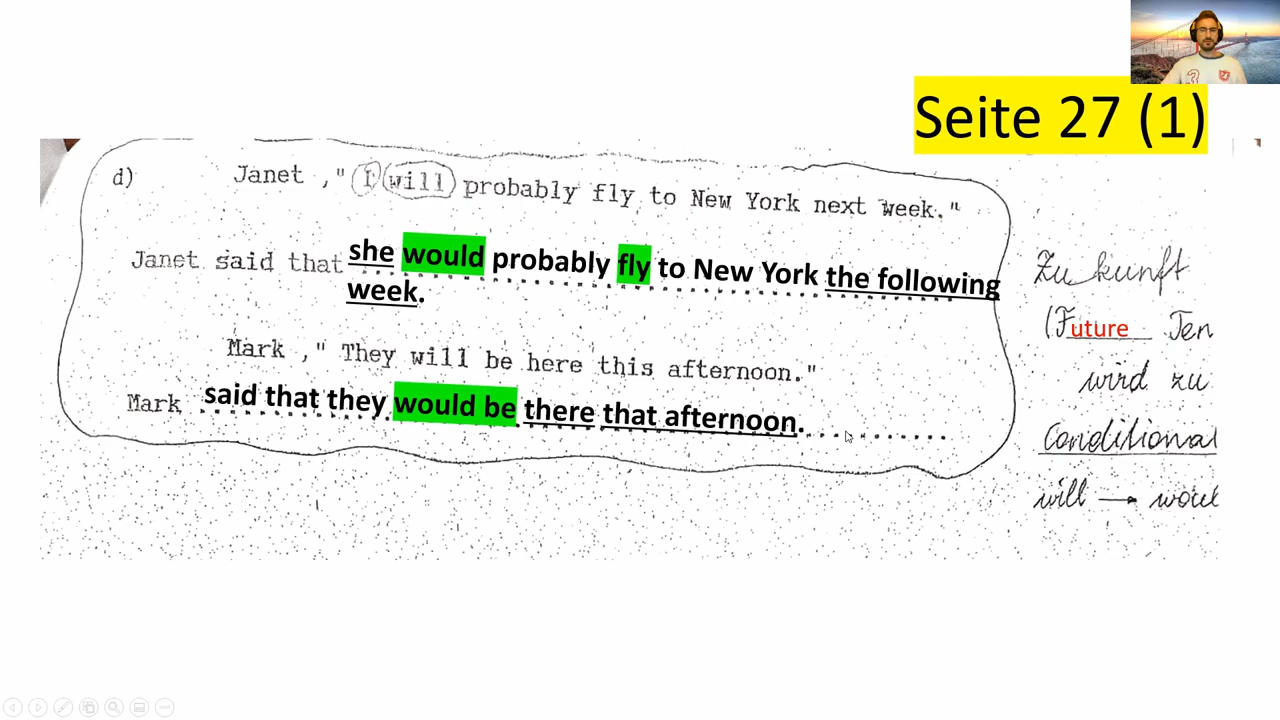 Seite 27 (1)
d) Janet ," I will probably fly to New York next week."
Janet said that she would probably fly to New York the following
week.
Mark ," They will be here this afternoon."
Mark said that they would be there that afternoon.
Zukunft
(Future Ten
wird zu
Conditional
will → woul